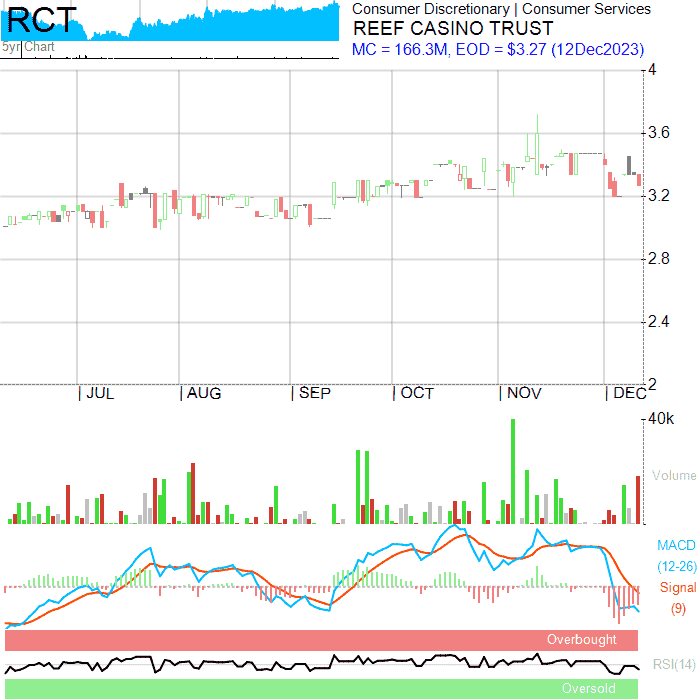 RCT
5yr Chart
Consumer Discretionary | Consumer Services
REEF CASINO TRUST
MC = 166.3M, EOD = $3.27 (12Dec2023)
4
3.6
3.2
2.8
2.4
2
| JUL | AUG | SEP | OCT | NOV | DEC
40k
Volume
MACD
(12-26)
Signal
(9)
Overbought
RSI(14)
Oversold